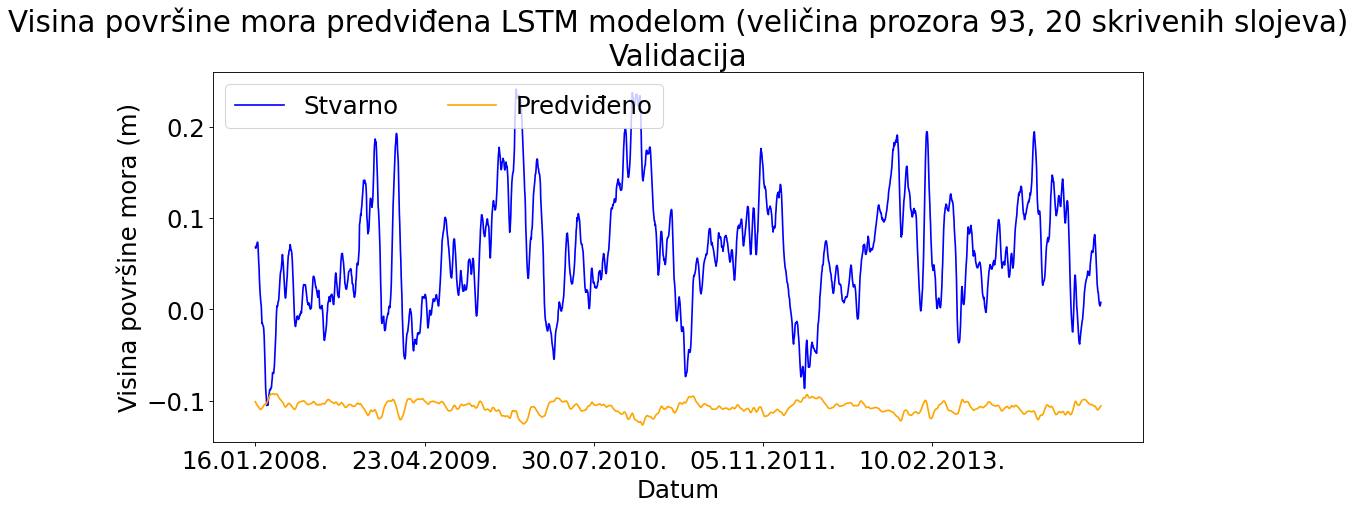 Visina površine mora predviđena LSTM modelom (veličina prozora 93, 20 skrivenih slojeva)
Validacija
Stvarno Predviđeno
Visina površine mora (m)
0.2
0.1
0.0
−0.1
16.01.2008. 23.04.2009. 30.07.2010. 05.11.2011. 10.02.2013.
Datum